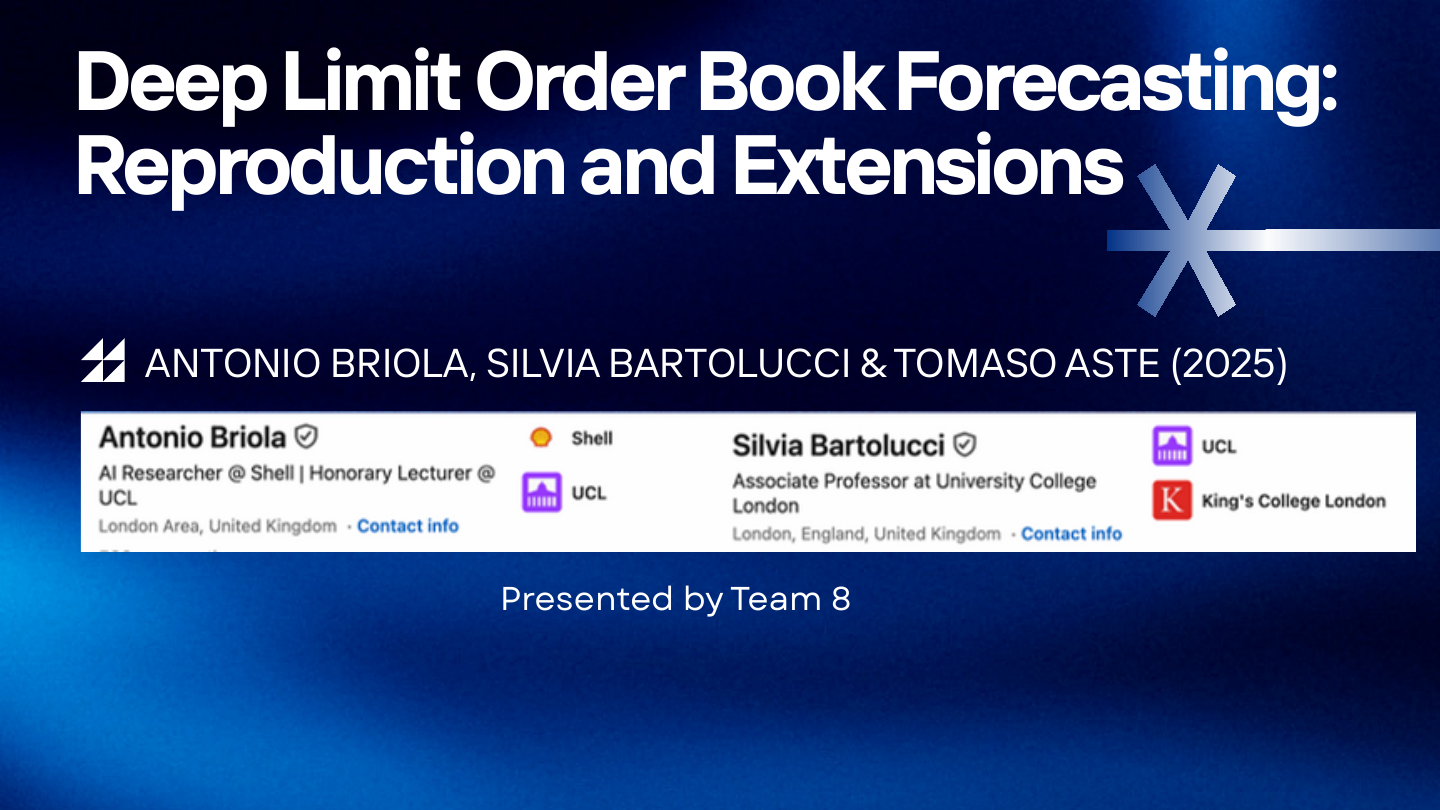 Deep Limit Order Book Forecasting:
Reproduction and Extensions
ANTONIO BRIOLA, SILVIA BARTOLUCCI & TOMASO ASTE (2025)
Antonio Briola
AI Researcher @ Shell | Honorary Lecturer @
UCL
London Area, United Kingdom · Contact info
Shell
UCL
Silvia Bartolucci
Associate Professor at University College
London
London, England, United Kingdom · Contact info
UCL
K King's College London
Presented by Team 8